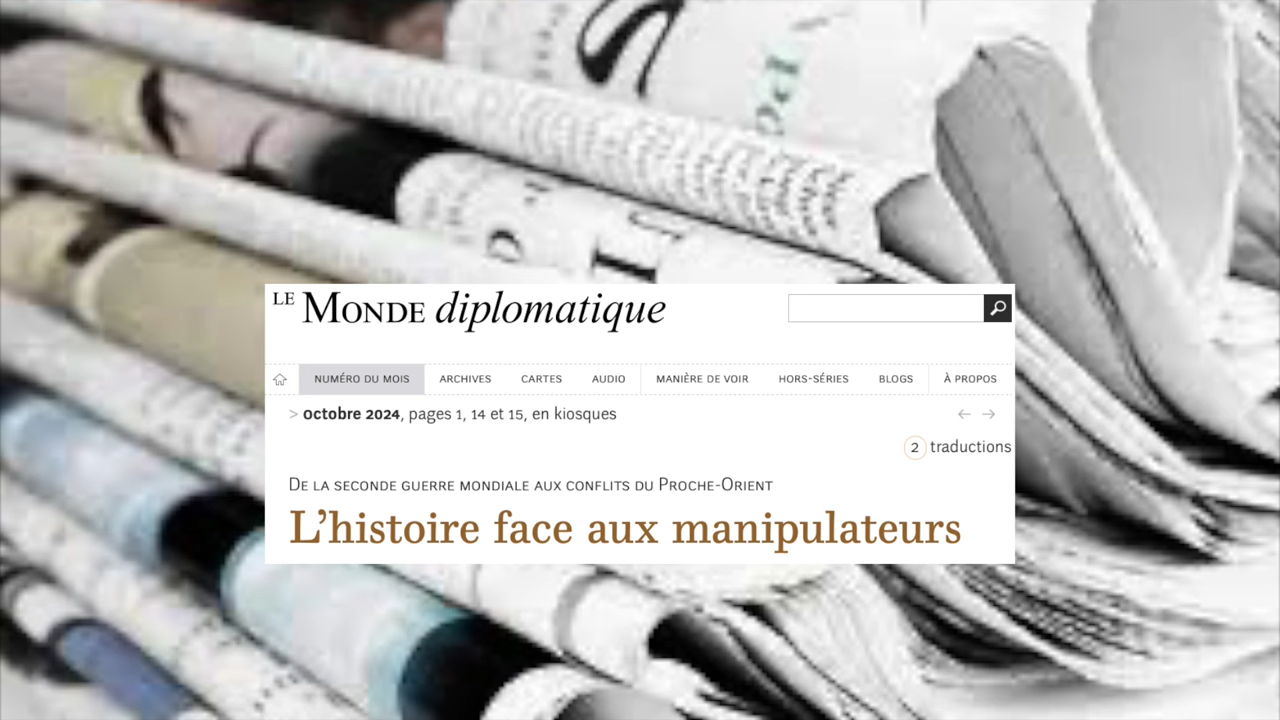 LE MONDE diplomatique
NUMÉRO DU MOIS ARCHIVES CARTES AUDIO MANIÈRE DE VOIR HORS-SÉRIES BLOGS À PROPOS
> octobre 2024, pages 1, 14 et 15, en kiosques
2 traductions
DE LA SECONDE GUERRE MONDIALE AUX CONFLITS DU PROCHE-ORIENT
L’histoire face aux manipulateurs